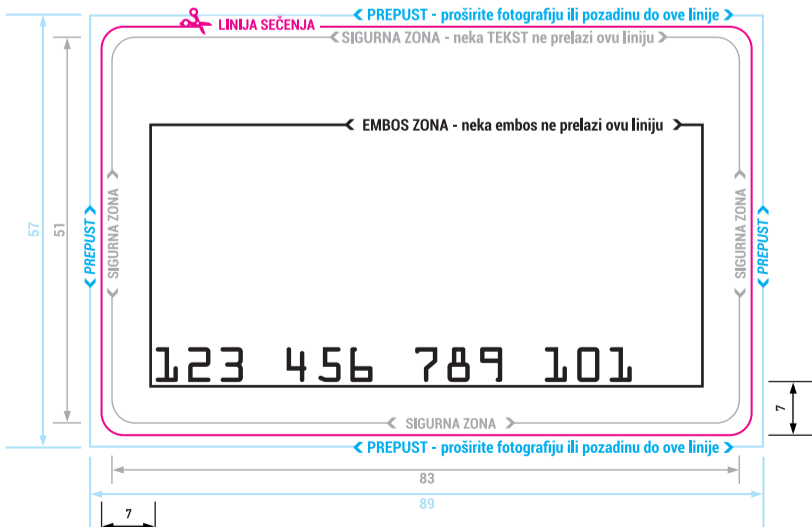 PREPUST - proširite fotografiju ili pozadinu do ove linije
LINIJA SEČENJA
SIGURNA ZONA - neka TEKST ne prelazi ovu liniju
EMBOS ZONA - neka embos ne prelazi ovu liniju
57
51
PREPUST
SIGURNA ZONA
SIGURNA ZONA
PREPUST
123 456 789 101
7
SIGURNA ZONA
PREPUST - proširite fotografiju ili pozadinu do ove linije
83
89
7